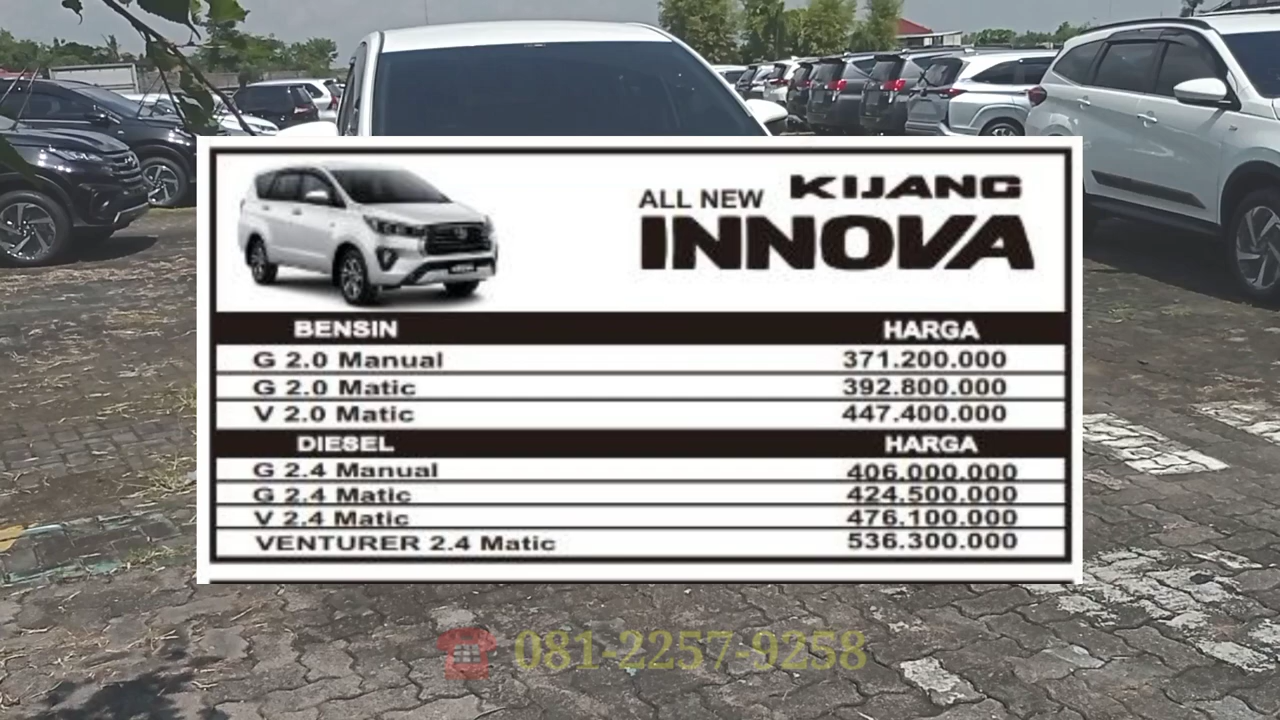 ALL NEW KIJANG
INNOVA
BENSIN HARGA
G 2.0 Manual 371.200.000
G 2.0 Matic 392.800.000
V 2.0 Matic 447.400.000
DIESEL HARGA
G 2.4 Manual 406.000.000
G 2.4 Matic 424.500.000
V 2.4 Matic 476.100.000
VENTURER 2.4 Matic 536.300.000
☎ 081-2257-9258